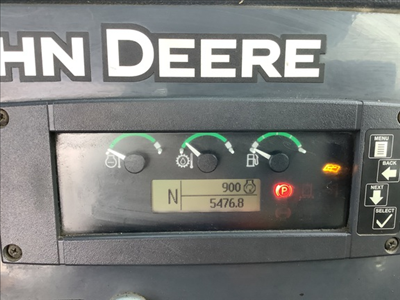 HN DEERE
MENU
BACK
N 900
5476.8
P
NEXT
SELECT